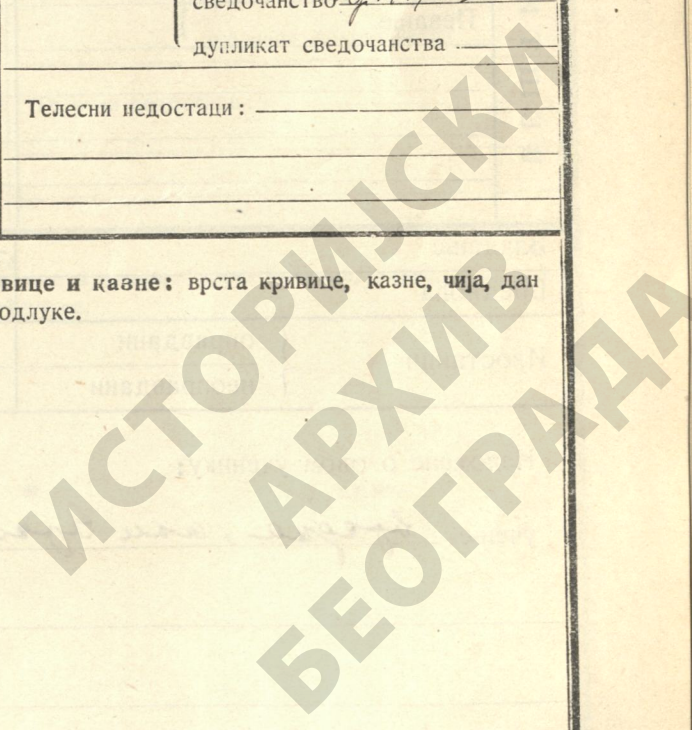 сведочанство
дупликат сведочанства
Телесни недостаци:
вице и казне: врста кривице, казне, чија, дан
одлуке.
ИСТОРИЈСКИ
АРХИВ
БЕОГРАДА